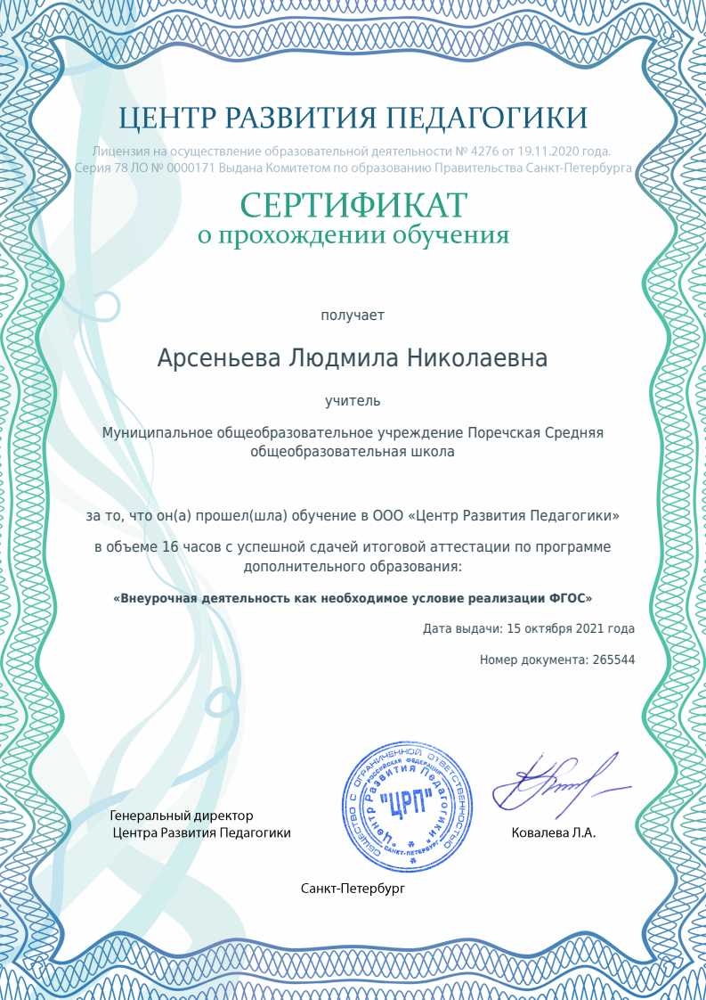 ЦЕНТР РАЗВИТИЯ ПЕДАГОГИКИ
Лицензия на осуществление образовательной деятельности № 4276 от 19.11.2020 года.
Серия 78 ЛО № 0000171 Выдана Комитетом по образованию Правительства Санкт-Петербурга
СЕРТИФИКАТ
о прохождении обучения
получает
Арсеньева Людмила Николаевна
учитель
Муниципальное общеобразовательное учреждение Поречская Средняя
общеобразовательная школа
за то, что он(а) прошел(шла) обучение в ООО «Центр Развития Педагогики»
в объеме 16 часов с успешной сдачей итоговой аттестации по программе
дополнительного образования:
«Внеурочная деятельность как необходимое условие реализации ФГОС»
Дата выдачи: 15 октября 2021 года
Номер документа: 265544
ОБЩЕСТВО С ОГРАНИЧЕННОЙ ОТВЕТСТВЕННОСТЬЮ
РОССИЙСКАЯ ФЕДЕРАЦИЯ
"Центр Развития Педагогики"
"ЦРП"
САНКТ-ПЕТЕРБУРГ
Генеральный директор
Центра Развития Педагогики
Ковалева Л.А.
Санкт-Петербург